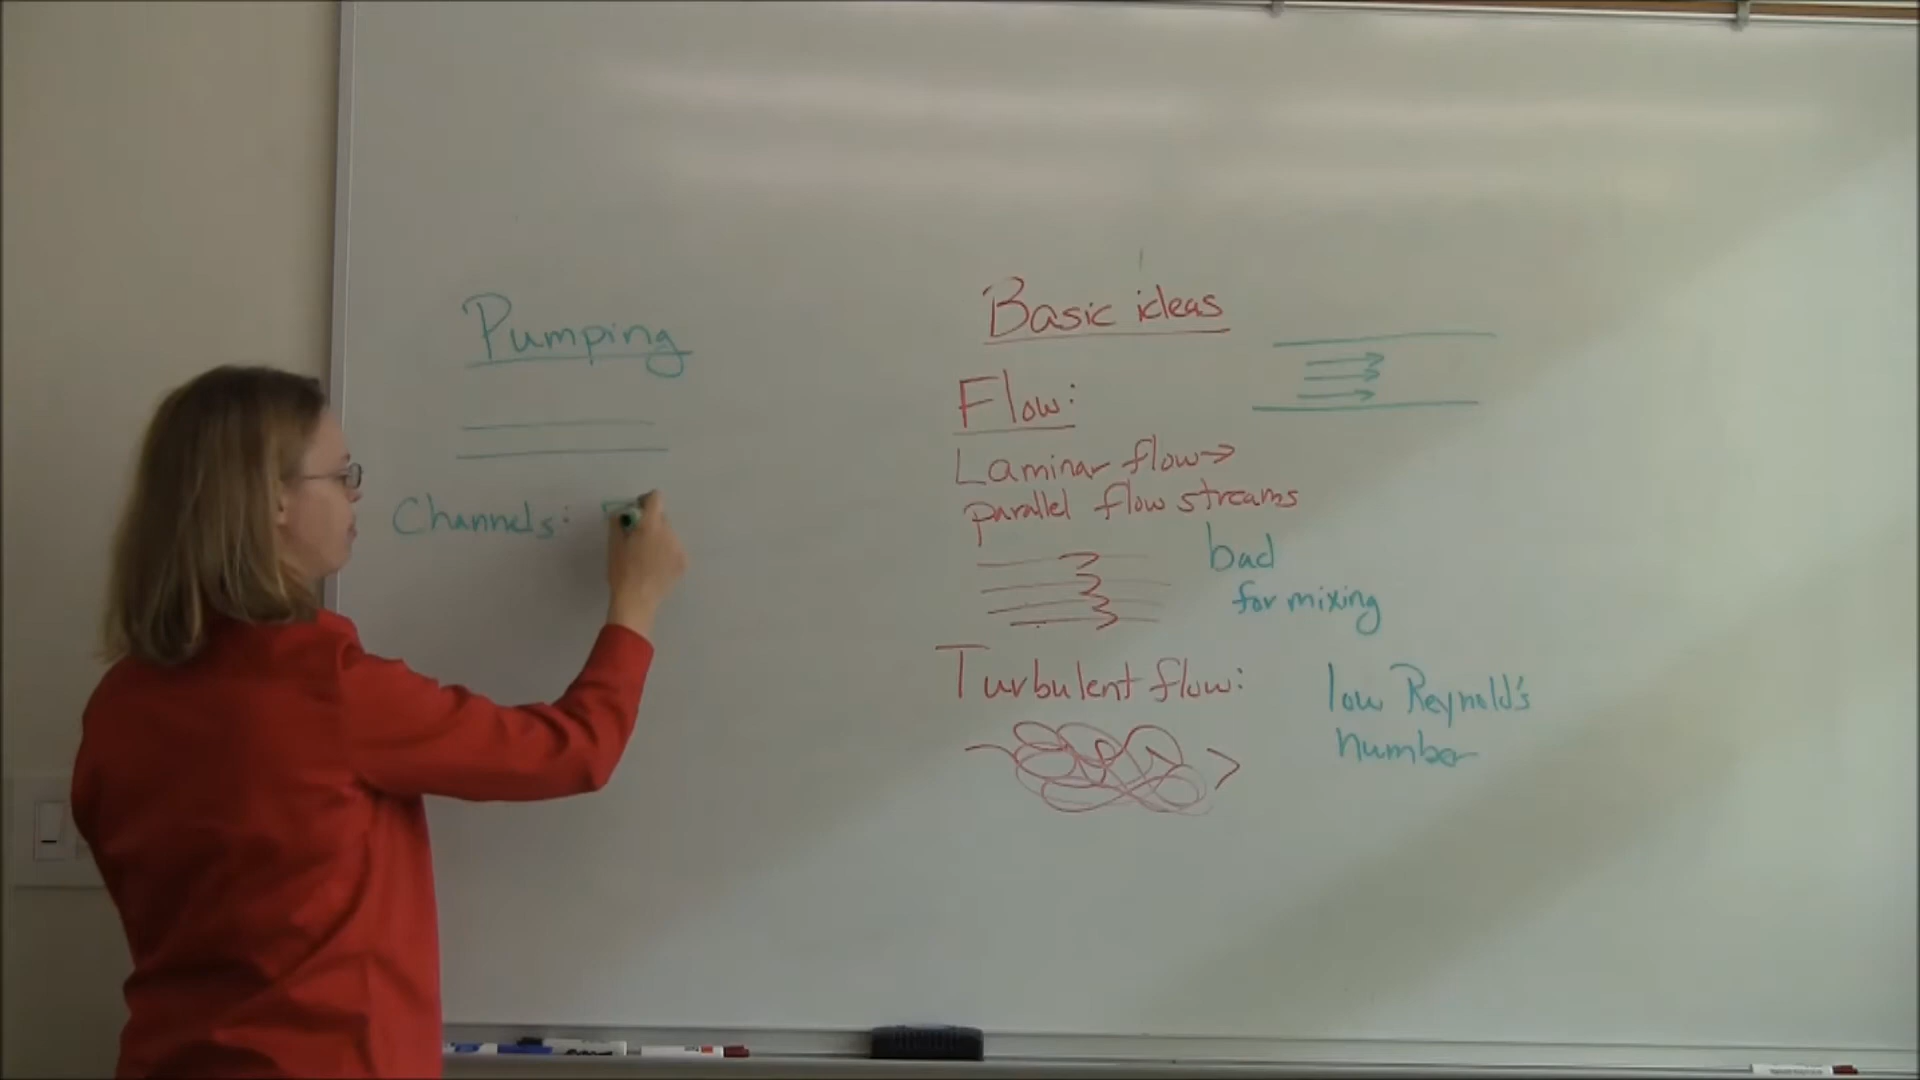 Pumping
Channels:
Basic ideas
Flow:
Laminar flow→
parallel flow streams
bad
for mixing
Turbulent flow:
low Reynold's
number